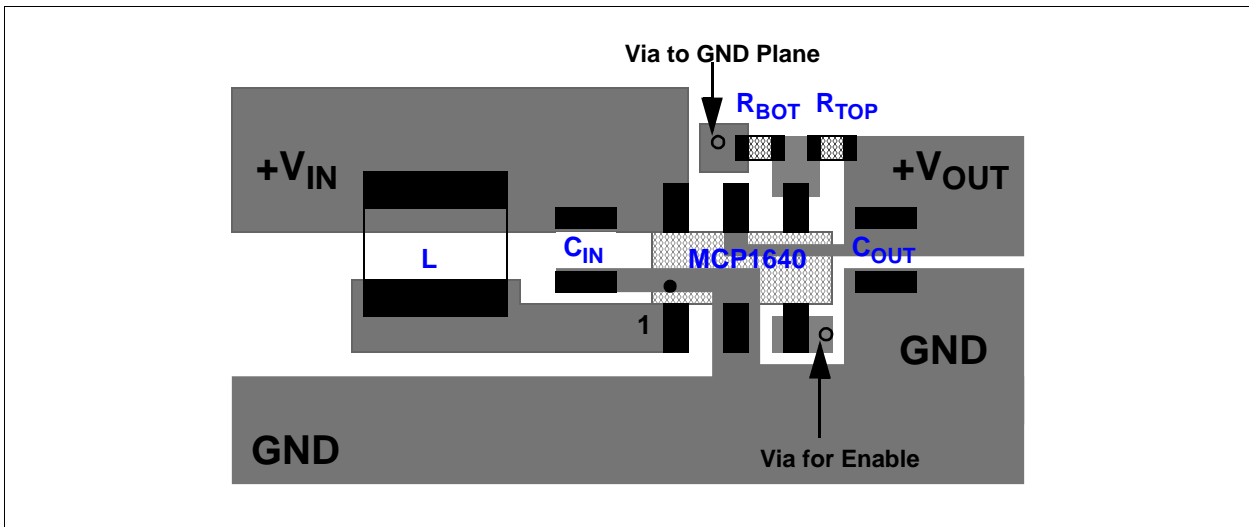 Via to GND Plane
RBOT RTOP
+VIN
+VOUT
L
CIN
MCP1640
COUT
1
GND
GND
Via for Enable